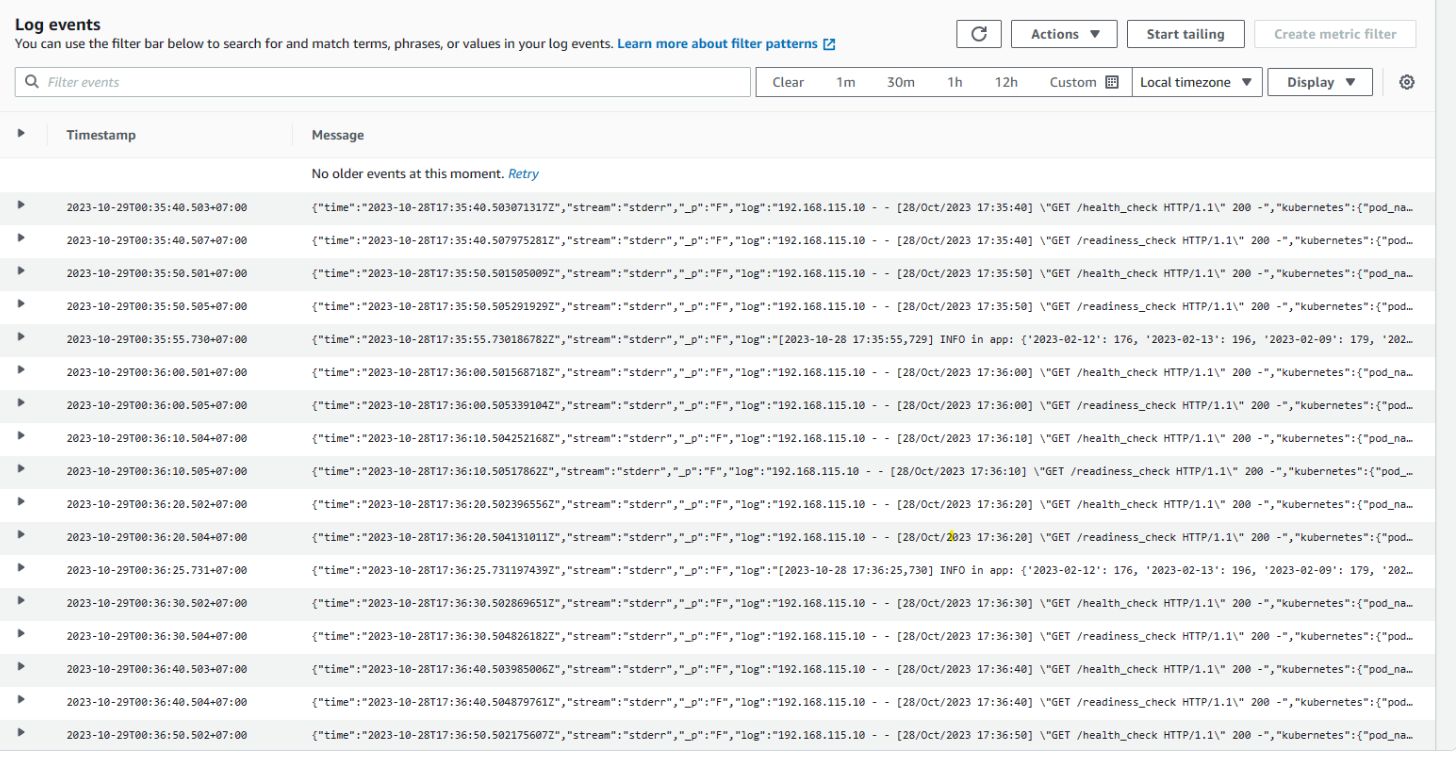 Log events
You can use the filter bar below to search for and match terms, phrases, or values in your log events. Learn more about filter patterns
Actions
Start tailing
Create metric filter
Filter events
Clear 1m 30m 1h 12h Custom
Local timezone
Display
Timestamp Message
No older events at this moment. Retry
2023-10-29T00:35:40.503+07:00 {"time":"2023-10-28T17:35:40.503071317Z","stream":"stderr","_p":"F","log":"192.168.115.10 - - [28/Oct/2023 17:35:40] \"GET /health_check HTTP/1.1\" 200 -","kubernetes":{"pod_na…
2023-10-29T00:35:40.507+07:00 {"time":"2023-10-28T17:35:40.507975281Z","stream":"stderr","_p":"F","log":"192.168.115.10 - - [28/Oct/2023 17:35:40] \"GET /readiness_check HTTP/1.1\" 200 -","kubernetes":{"pod…
2023-10-29T00:35:50.501+07:00 {"time":"2023-10-28T17:35:50.501505009Z","stream":"stderr","_p":"F","log":"192.168.115.10 - - [28/Oct/2023 17:35:50] \"GET /health_check HTTP/1.1\" 200 -","kubernetes":{"pod_na…
2023-10-29T00:35:50.505+07:00 {"time":"2023-10-28T17:35:50.505291929Z","stream":"stderr","_p":"F","log":"192.168.115.10 - - [28/Oct/2023 17:35:50] \"GET /readiness_check HTTP/1.1\" 200 -","kubernetes":{"pod…
2023-10-29T00:35:55.730+07:00 {"time":"2023-10-28T17:35:55.730186782Z","stream":"stderr","_p":"F","log":"[2023-10-28 17:35:55,729] INFO in app: {'2023-02-12': 176, '2023-02-13': 196, '2023-02-09': 179, '202…
2023-10-29T00:36:00.501+07:00 {"time":"2023-10-28T17:36:00.501568718Z","stream":"stderr","_p":"F","log":"192.168.115.10 - - [28/Oct/2023 17:36:00] \"GET /health_check HTTP/1.1\" 200 -","kubernetes":{"pod_na…
2023-10-29T00:36:00.505+07:00 {"time":"2023-10-28T17:36:00.505339104Z","stream":"stderr","_p":"F","log":"192.168.115.10 - - [28/Oct/2023 17:36:00] \"GET /readiness_check HTTP/1.1\" 200 -","kubernetes":{"pod…
2023-10-29T00:36:10.504+07:00 {"time":"2023-10-28T17:36:10.504252168Z","stream":"stderr","_p":"F","log":"192.168.115.10 - - [28/Oct/2023 17:36:10] \"GET /health_check HTTP/1.1\" 200 -","kubernetes":{"pod_na…
2023-10-29T00:36:10.505+07:00 {"time":"2023-10-28T17:36:10.50517862Z","stream":"stderr","_p":"F","log":"192.168.115.10 - - [28/Oct/2023 17:36:10] \"GET /readiness_check HTTP/1.1\" 200 -","kubernetes":{"pod_…
2023-10-29T00:36:20.502+07:00 {"time":"2023-10-28T17:36:20.502396556Z","stream":"stderr","_p":"F","log":"192.168.115.10 - - [28/Oct/2023 17:36:20] \"GET /health_check HTTP/1.1\" 200 -","kubernetes":{"pod_na…
2023-10-29T00:36:20.504+07:00 {"time":"2023-10-28T17:36:20.504131011Z","stream":"stderr","_p":"F","log":"192.168.115.10 - - [28/Oct/2023 17:36:20] \"GET /readiness_check HTTP/1.1\" 200 -","kubernetes":{"pod…
2023-10-29T00:36:25.731+07:00 {"time":"2023-10-28T17:36:25.731197439Z","stream":"stderr","_p":"F","log":"[2023-10-28 17:36:25,730] INFO in app: {'2023-02-12': 176, '2023-02-13': 196, '2023-02-09': 179, '202…
2023-10-29T00:36:30.502+07:00 {"time":"2023-10-28T17:36:30.502869651Z","stream":"stderr","_p":"F","log":"192.168.115.10 - - [28/Oct/2023 17:36:30] \"GET /health_check HTTP/1.1\" 200 -","kubernetes":{"pod_na…
2023-10-29T00:36:30.504+07:00 {"time":"2023-10-28T17:36:30.504826182Z","stream":"stderr","_p":"F","log":"192.168.115.10 - - [28/Oct/2023 17:36:30] \"GET /readiness_check HTTP/1.1\" 200 -","kubernetes":{"pod…
2023-10-29T00:36:40.503+07:00 {"time":"2023-10-28T17:36:40.503985006Z","stream":"stderr","_p":"F","log":"192.168.115.10 - - [28/Oct/2023 17:36:40] \"GET /health_check HTTP/1.1\" 200 -","kubernetes":{"pod_na…
2023-10-29T00:36:40.504+07:00 {"time":"2023-10-28T17:36:40.504879761Z","stream":"stderr","_p":"F","log":"192.168.115.10 - - [28/Oct/2023 17:36:40] \"GET /readiness_check HTTP/1.1\" 200 -","kubernetes":{"pod…
2023-10-29T00:36:50.502+07:00 {"time":"2023-10-28T17:36:50.502175607Z","stream":"stderr","_p":"F","log":"192.168.115.10 - - [28/Oct/2023 17:36:50] \"GET /health_check HTTP/1.1\" 200 -","kubernetes":{"pod_na…